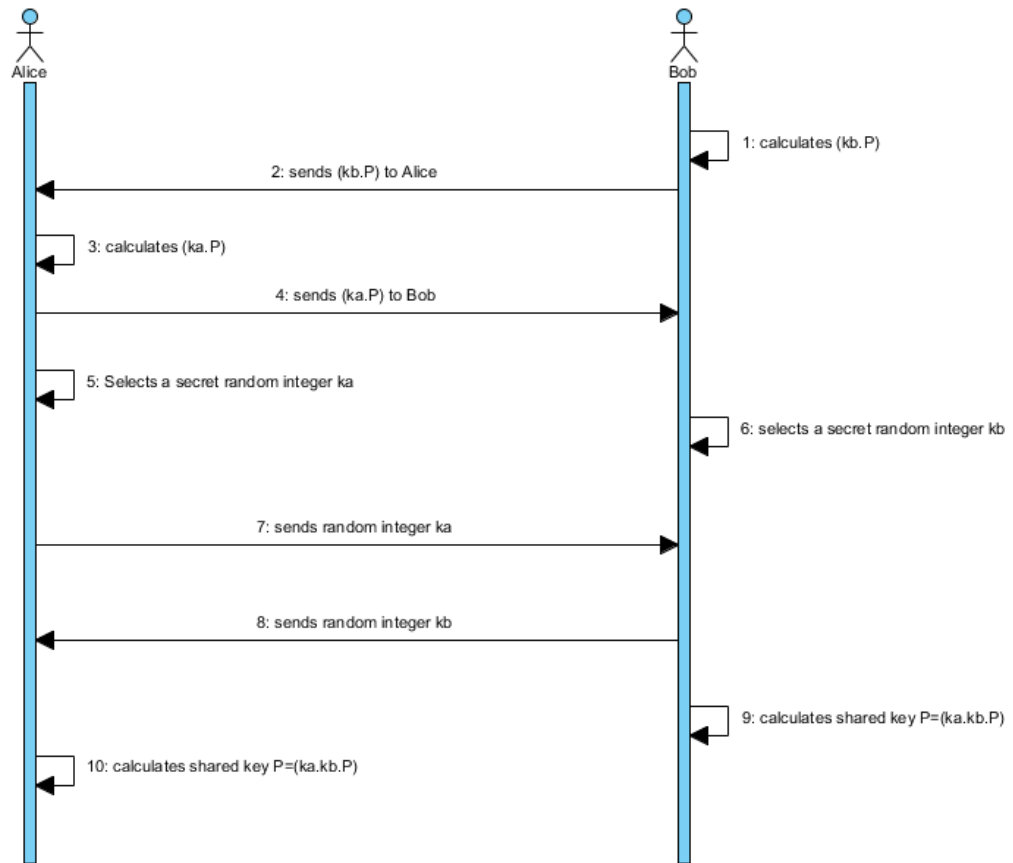 Alice
Bob
1: calculates (kb.P)
2: sends (kb.P) to Alice
3: calculates (ka.P)
4: sends (ka.P) to Bob
5: Selects a secret random integer ka
6: selects a secret random integer kb
7: sends random integer ka
8: sends random integer kb
9: calculates shared key P=(ka.kb.P)
10: calculates shared key P=(ka.kb.P)